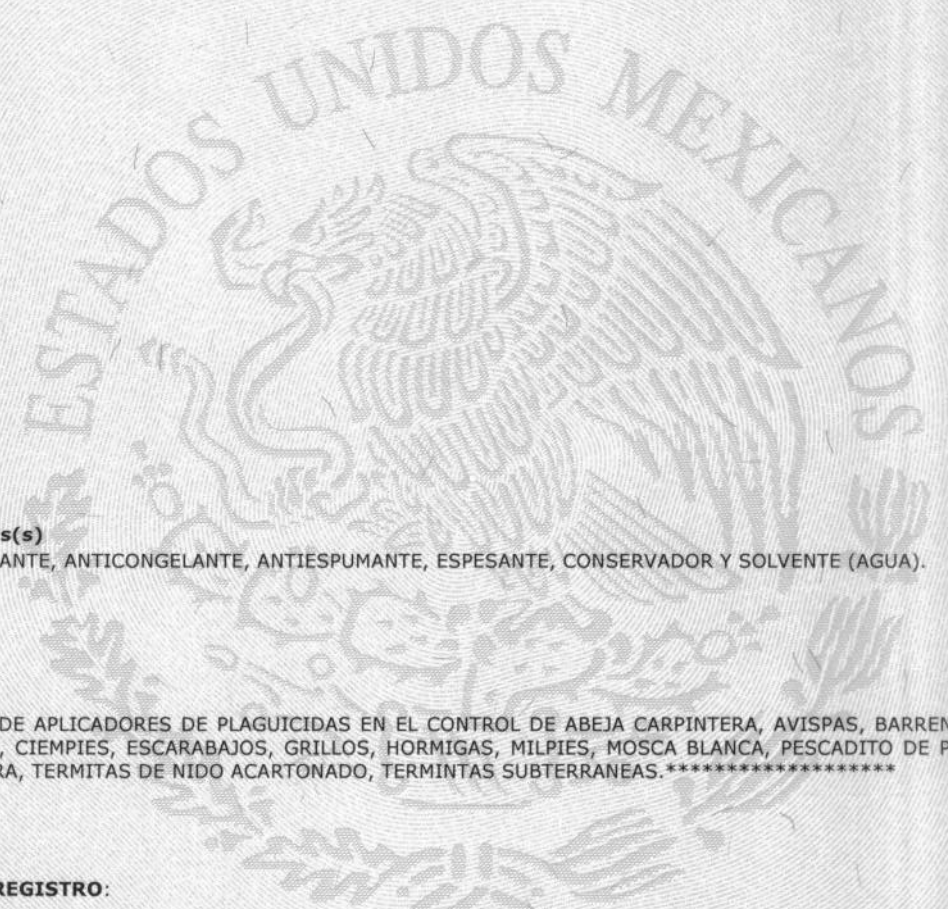 ESTADOS UNIDOS MEXICANOS
s(s)
ANTE, ANTICONGELANTE, ANTIESPUMANTE, ESPESANTE, CONSERVADOR Y SOLVENTE (AGUA).
DE APLICADORES DE PLAGUICIDAS EN EL CONTROL DE ABEJA CARPINTERA, AVISPAS, BARREN
, CIEMPIES, ESCARABAJOS, GRILLOS, HORMIGAS, MILPIES, MOSCA BLANCA, PESCADITO DE P
RA, TERMITAS DE NIDO ACARTONADO, TERMINTAS SUBTERRANEAS.*******************
REGISTRO: